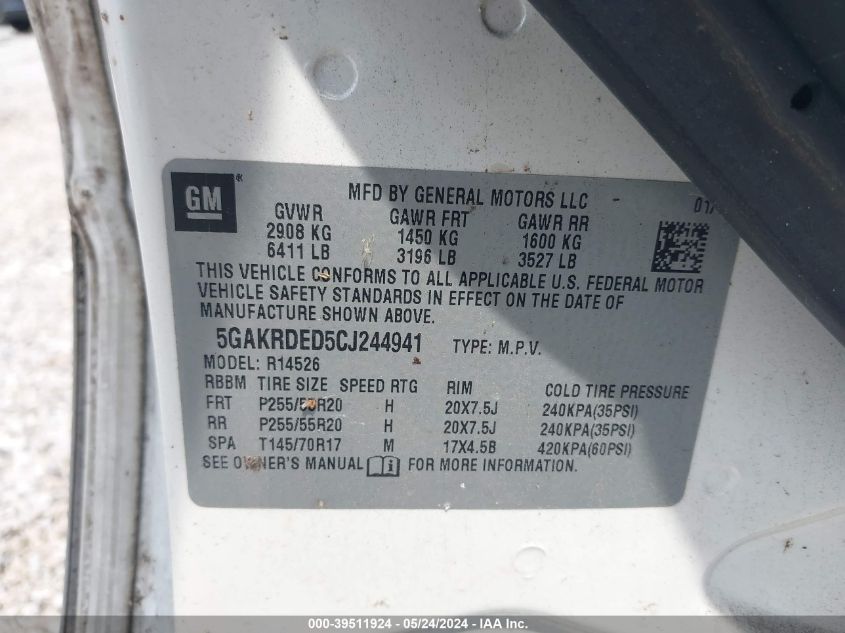 GM®
MFD BY GENERAL MOTORS LLC
01/
GVWR GAWR FRT GAWR RR
2908 KG 1450 KG 1600 KG
6411 LB 3196 LB 3527 LB
THIS VEHICLE CONFORMS TO ALL APPLICABLE U.S. FEDERAL MOTOR
VEHICLE SAFETY STANDARDS IN EFFECT ON THE DATE OF
MANUFACTURE SHOWN ABOVE.
5GAKRDED5CJ244941 TYPE: M.P.V.
MODEL: R14526
RBBM TIRE SIZE SPEED RTG RIM COLD TIRE PRESSURE
FRT P255/55R20 H 20X7.5J 240KPA(35PSI)
RR P255/55R20 H 20X7.5J 240KPA(35PSI)
SPA T145/70R17 M 17X4.5B 420KPA(60PSI)
SEE OWNER'S MANUAL FOR MORE INFORMATION.
000-39511924 - 05/24/2024 - IAA Inc.